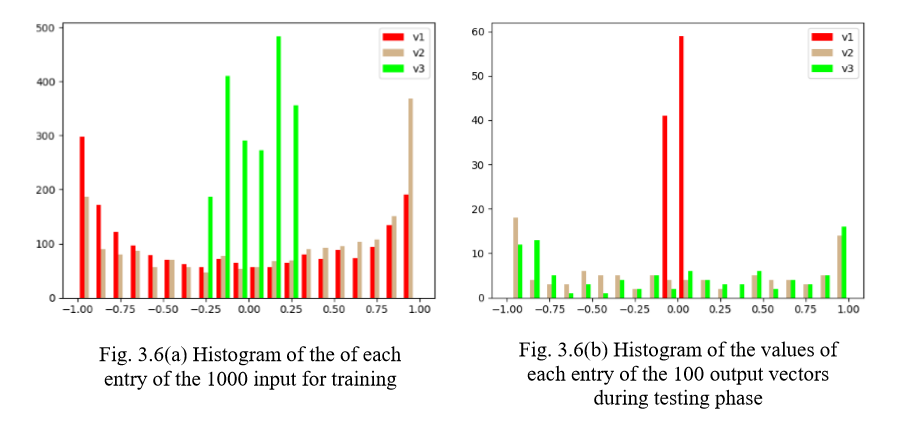 500
400
300
200
100
0
−1.00 −0.75 −0.50 −0.25 0.00 0.25 0.50 0.75 1.00
v1
v2
v3
Fig. 3.6(a) Histogram of the of each
entry of the 1000 input for training
60
50
40
30
20
10
0
−1.00 −0.75 −0.50 −0.25 0.00 0.25 0.50 0.75 1.00
v1
v2
v3
Fig. 3.6(b) Histogram of the values of
each entry of the 100 output vectors
during testing phase